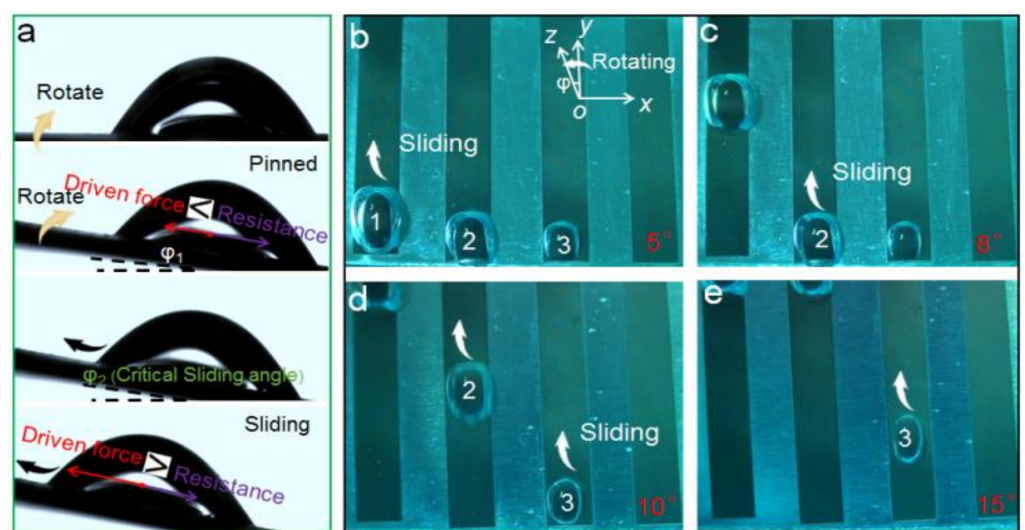 a
Rotate
Pinned
Rotate
Driven force < Resistance
φ1
φ2 (Critical Sliding angle)
Sliding
Driven force > Resistance
b
z
y
Rotating
φ
o
x
Sliding
1
2
3
5°
c
Sliding
2
8°
d
2
Sliding
3
10°
e
3
15°